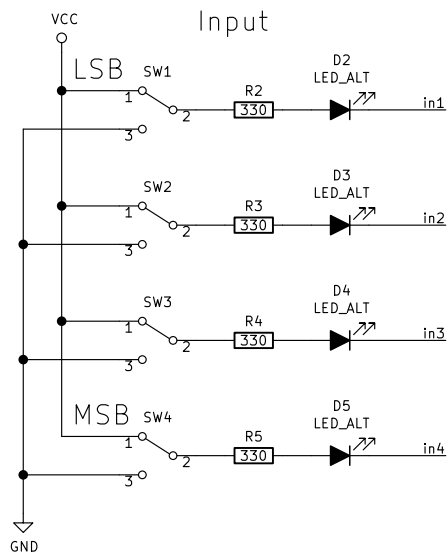 VCC
Input
LSB
SW1
1
2
3
R2
330
D2
LED_ALT
in1
SW2
1
2
3
R3
330
D3
LED_ALT
in2
SW3
1
2
3
R4
330
D4
LED_ALT
in3
MSB
SW4
1
2
3
R5
330
D5
LED_ALT
in4
GND